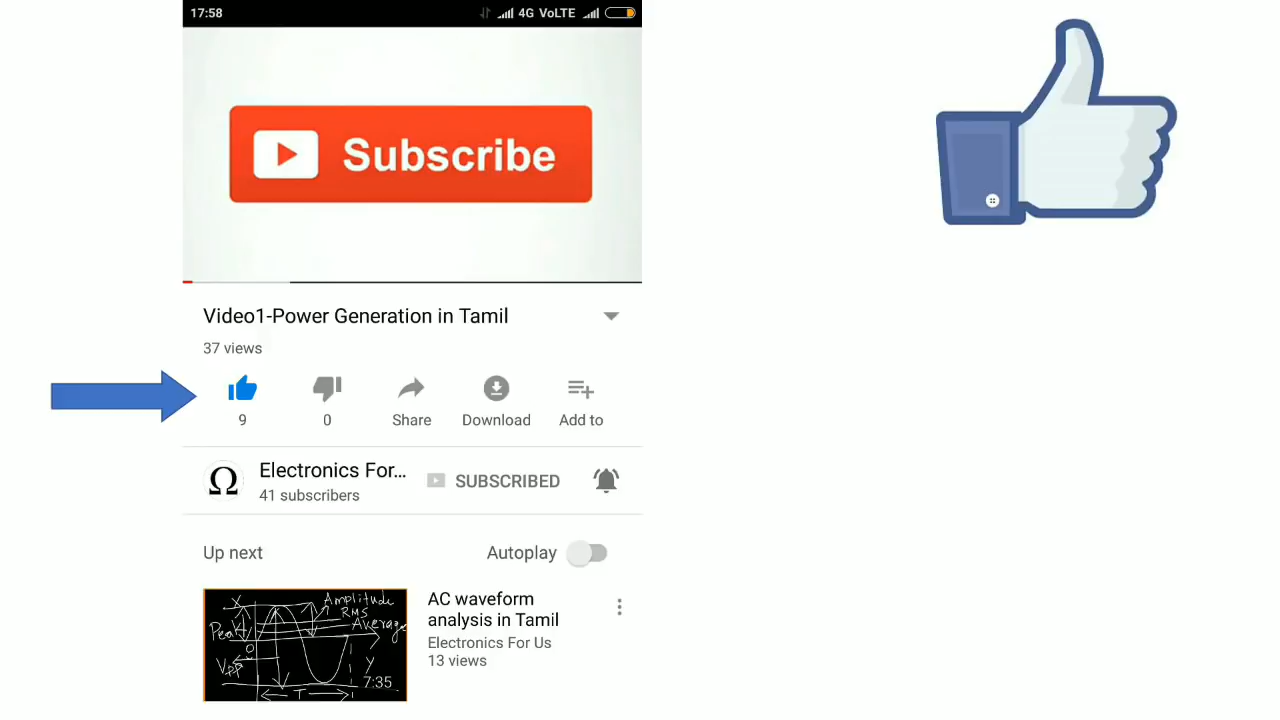 17:58 4G VoLTE
Subscribe
Video1-Power Generation in Tamil
37 views
9 0 Share Download Add to
Electronics For...
41 subscribers
SUBSCRIBED
Up next Autoplay
AC waveform
analysis in Tamil
Electronics For Us
13 views
X Amplitude
RMS
Average
Peak
O
Vpp
Y
7:35
T